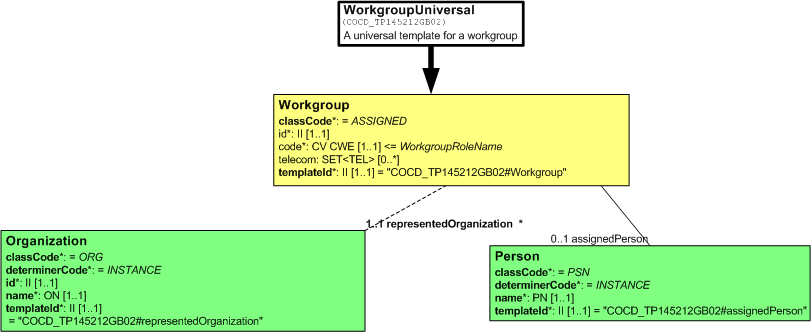 WorkgroupUniversal
(COCD_TP145212GB02)
A universal template for a workgroup
Workgroup
classCode*: = ASSIGNED
id*: II [1..1]
code*: CV CWE [1..1] <= WorkgroupRoleName
telecom: SET<TEL> [0..*]
templateId*: II [1..1] = "COCD_TP145212GB02#Workgroup"
1..1 representedOrganization *
0..1 assignedPerson
Organization
classCode*: = ORG
determinerCode*: = INSTANCE
id*: II [1..1]
name*: ON [1..1]
templateId*: II [1..1]
= "COCD_TP145212GB02#representedOrganization"
Person
classCode*: = PSN
determinerCode*: = INSTANCE
name*: PN [1..1]
templateId*: II [1..1] = "COCD_TP145212GB02#assignedPerson"